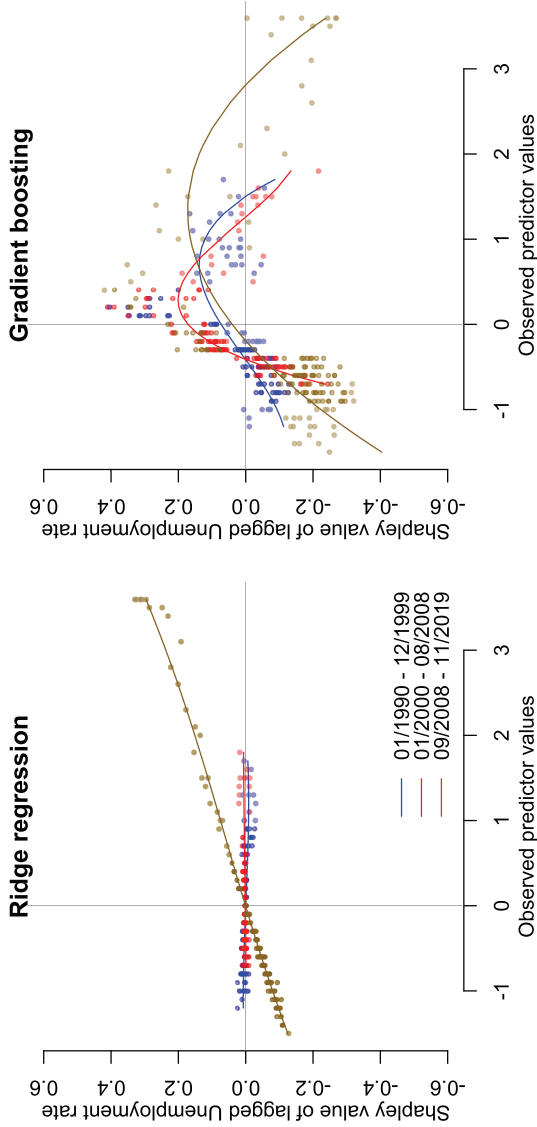 Ridge regression
Shapley value of lagged Unemployment rate
0.6
0.4
0.2
0.0
-0.2
-0.4
-0.6
-1
0
1
2
3
Observed predictor values
01/1990 - 12/1999
01/2000 - 08/2008
09/2008 - 11/2019
Gradient boosting
Shapley value of lagged Unemployment rate
0.6
0.4
0.2
0.0
-0.2
-0.4
-0.6
-1
0
1
2
3
Observed predictor values